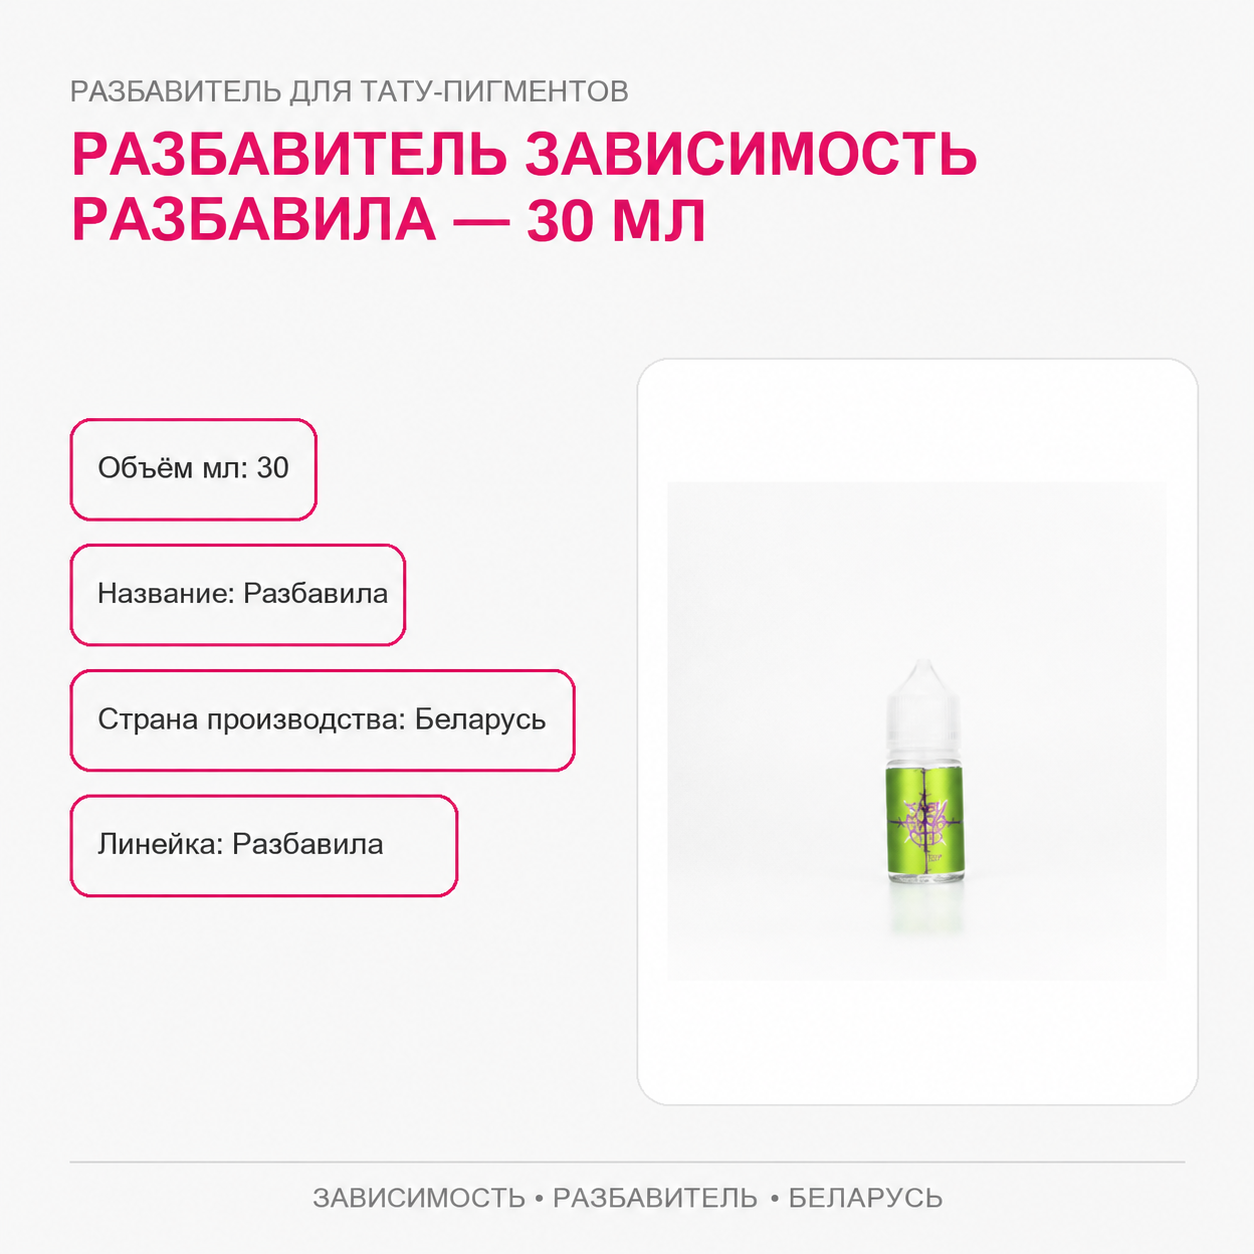 РАЗБАВИТЕЛЬ ДЛЯ ТАТУ-ПИГМЕНТОВ
РАЗБАВИТЕЛЬ ЗАВИСИМОСТЬ
РАЗБАВИЛА — 30 МЛ
Объём мл: 30
Название: Разбавила
Страна производства: Беларусь
Линейка: Разбавила
ЗАВИСИМОСТЬ • РАЗБАВИТЕЛЬ • БЕЛАРУСЬ